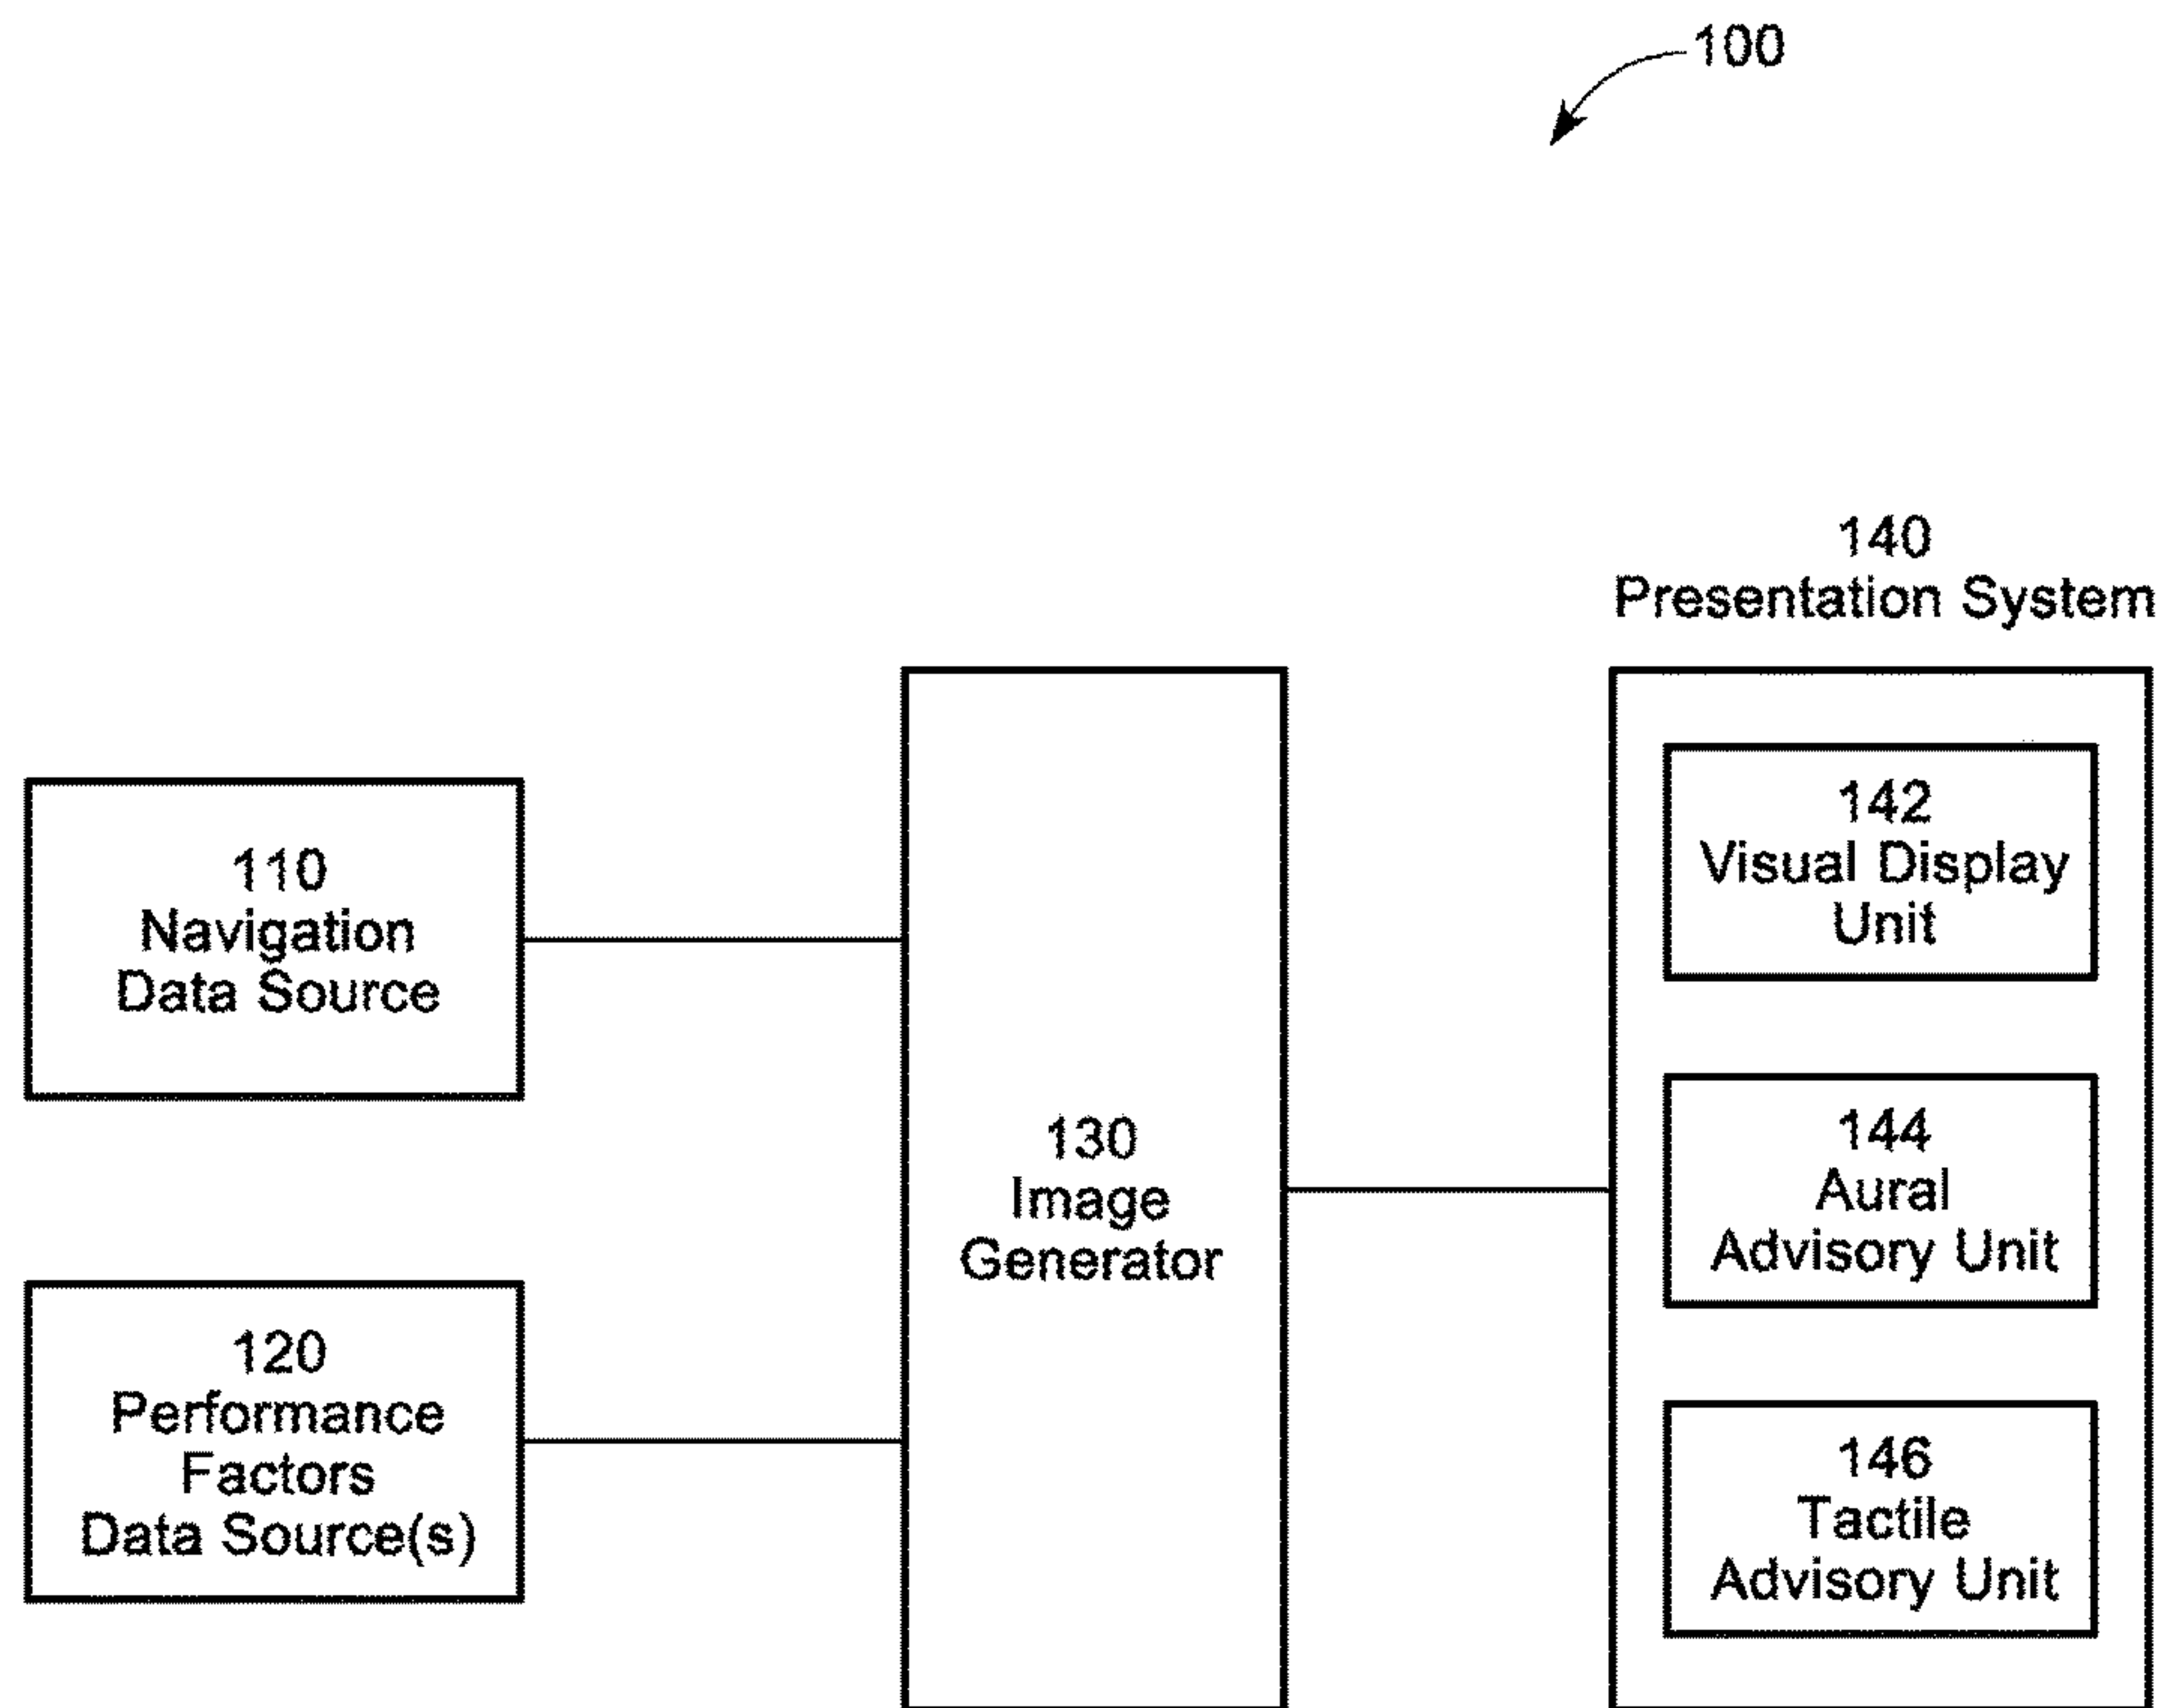 100
140
Presentation System
110
Navigation
Data Source
120
Performance
Factors
Data Source(s)
130
Image
Generator
142
Visual Display
Unit
144
Aural
Advisory Unit
146
Tactile
Advisory Unit